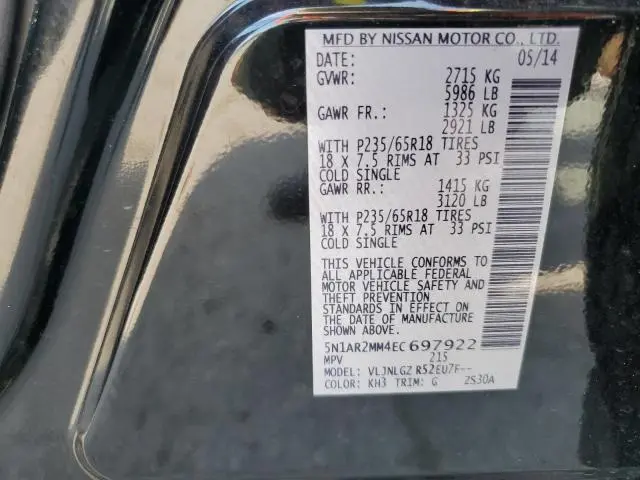 MFD BY NISSAN MOTOR CO., LTD.
DATE: 05/14
GVWR: 2715 KG
5986 LB
GAWR FR.: 1325 KG
2921 LB
WITH P235/65R18 TIRES
18 X 7.5 RIMS AT 33 PSI
COLD SINGLE
GAWR RR.: 1415 KG
3120 LB
WITH P235/65R18 TIRES
18 X 7.5 RIMS AT 33 PSI
COLD SINGLE
THIS VEHICLE CONFORMS TO
ALL APPLICABLE FEDERAL
MOTOR VEHICLE SAFETY AND
THEFT PREVENTION
STANDARDS IN EFFECT ON
THE DATE OF MANUFACTURE
SHOWN ABOVE.
5N1AR2MM4EC697922
MPV 215
MODEL: VLJNLGZ R52EU7F--
COLOR: KH3 TRIM: G ZS30A